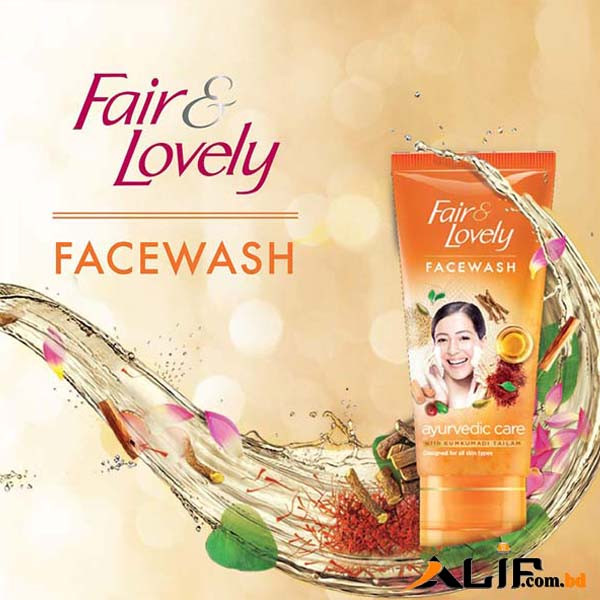 Fair &
Lovely
FACEWASH
Fair &
Lovely
FACEWASH
ayurvedic care
WITH KUMKUMADI TAILAM
Designed for all skin types
ALIF.com.bd